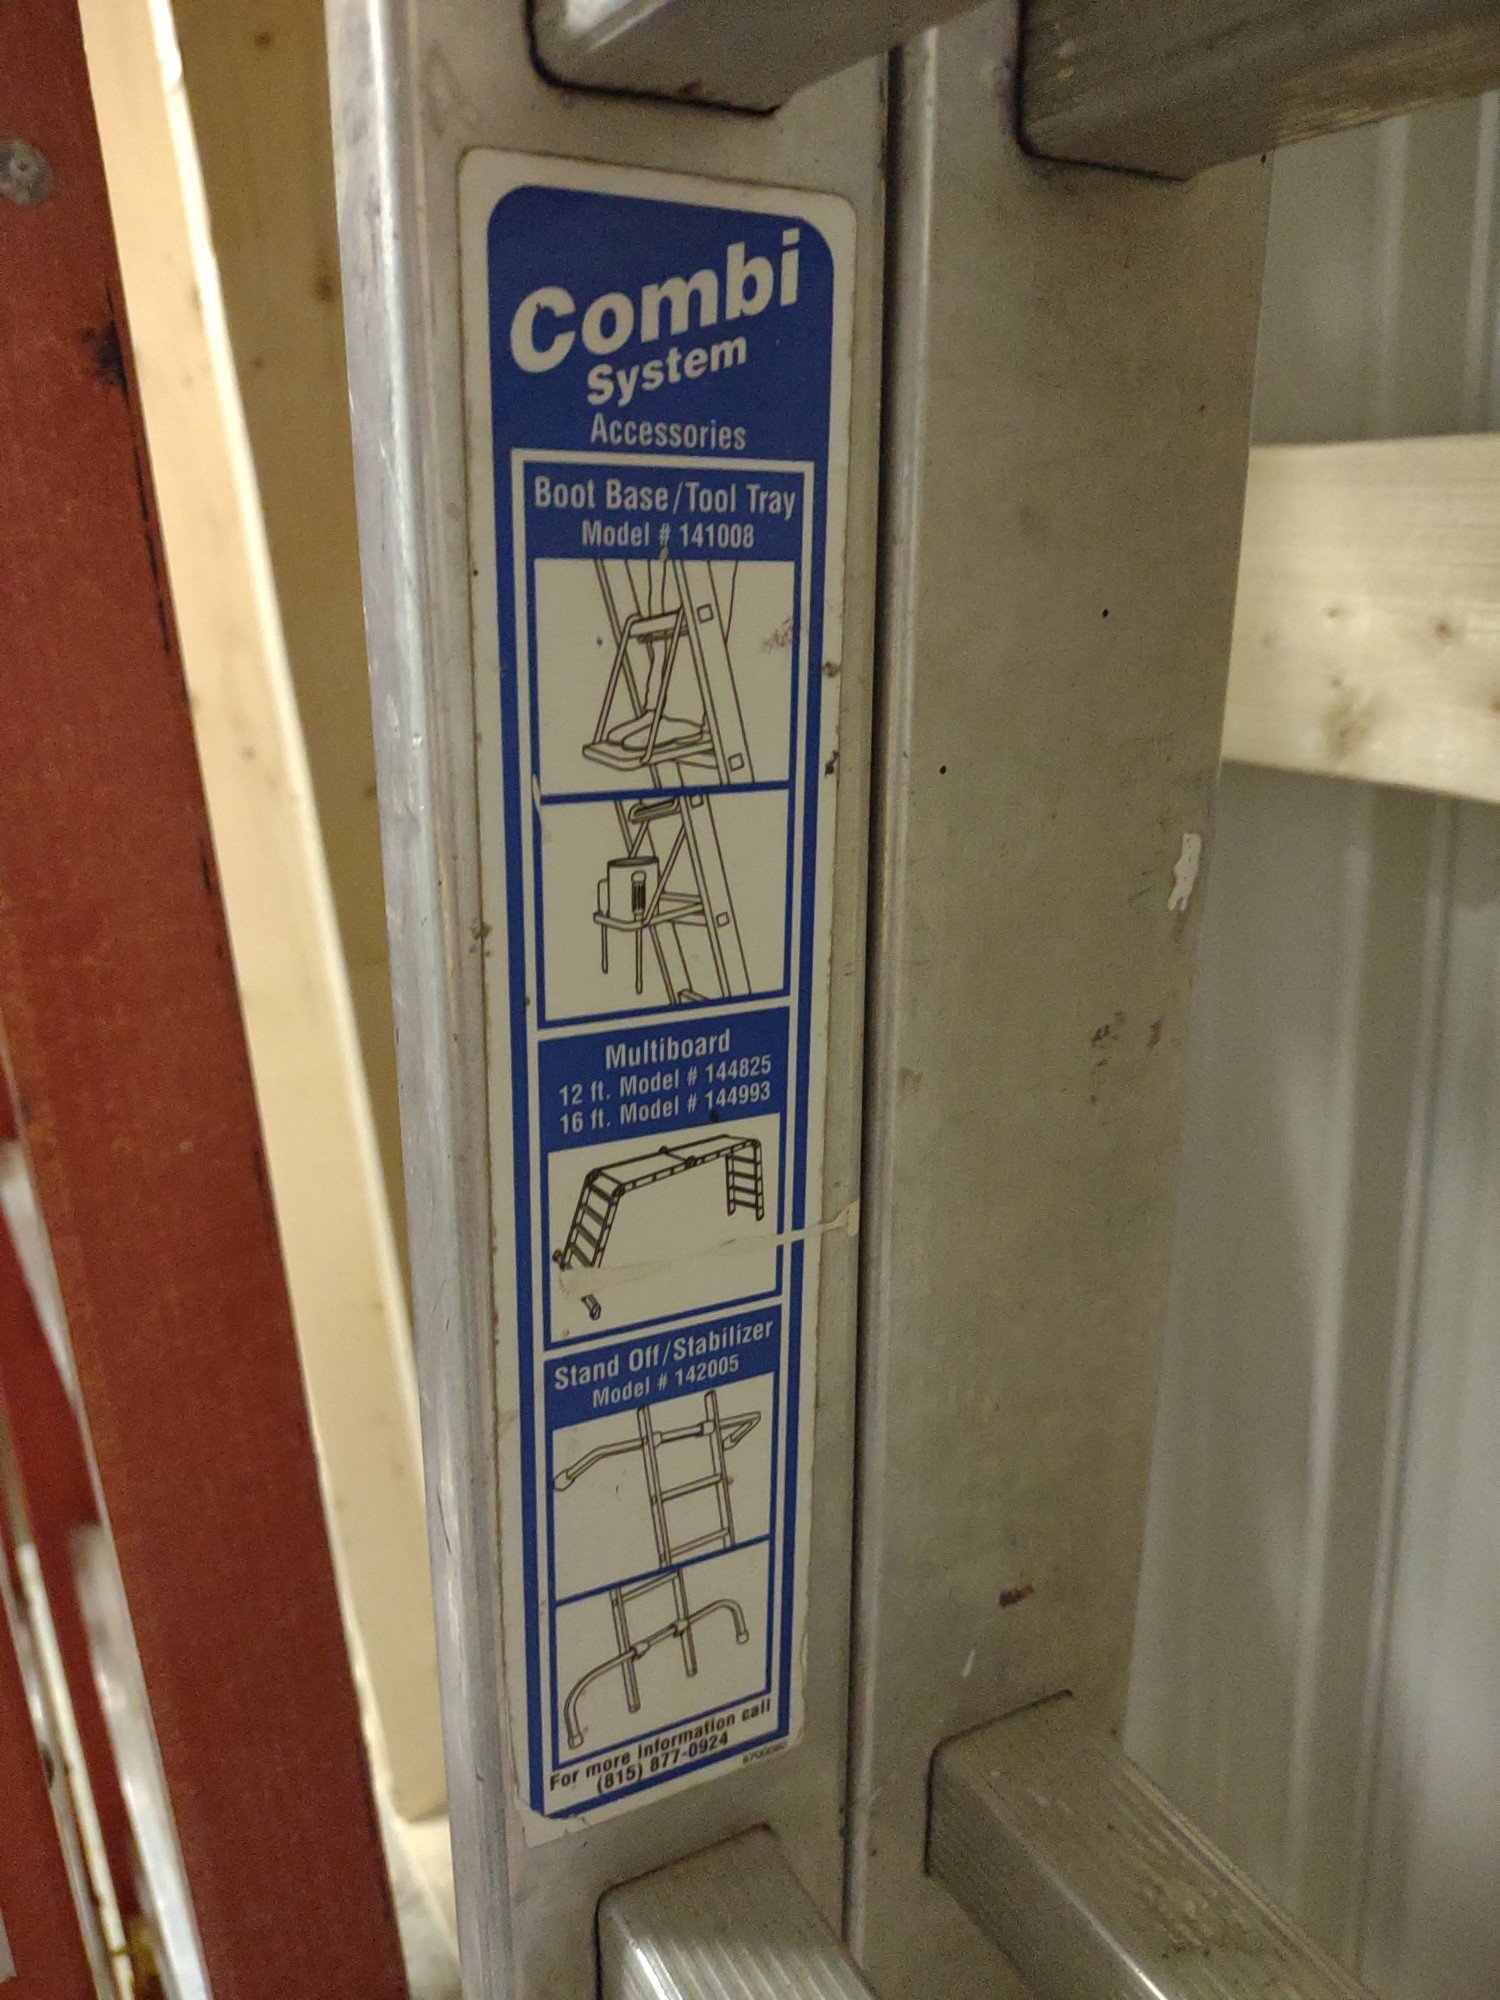 Combi
System
Accessories
Boot Base/Tool Tray
Model # 141008
Multiboard
12 ft. Model # 144825
16 ft. Model # 144993
Stand Off/Stabilizer
Model # 142005
For more information call
(815) 877-0924